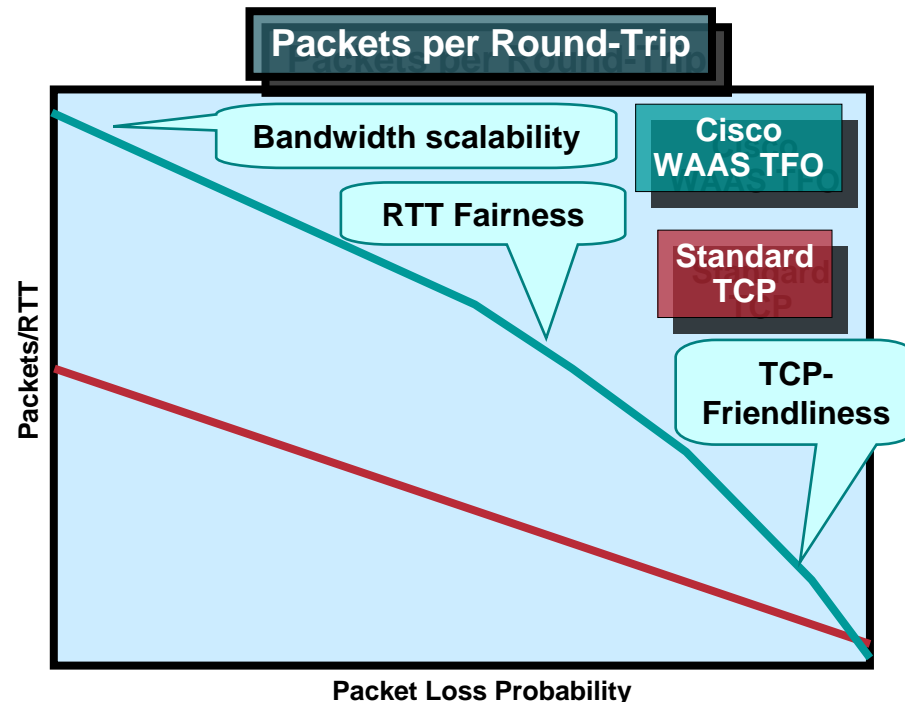 Packets per Round-Trip
Bandwidth scalability
Cisco
WAAS TFO
RTT Fairness
Standard
TCP
TCP-
Friendliness
Packets/RTT
Packet Loss Probability